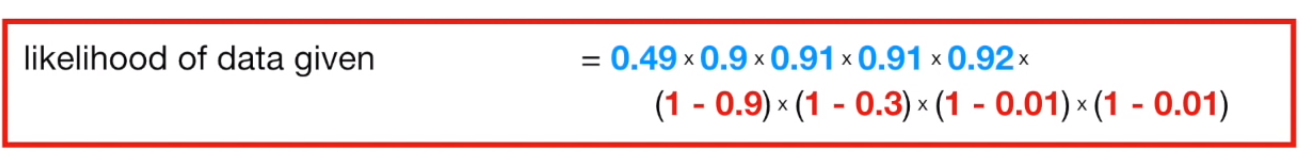 likelihood of data given = 0.49 x 0.9 x 0.91 x 0.91 x 0.92 x
(1 - 0.9) x (1 - 0.3) x (1 - 0.01) x (1 - 0.01)